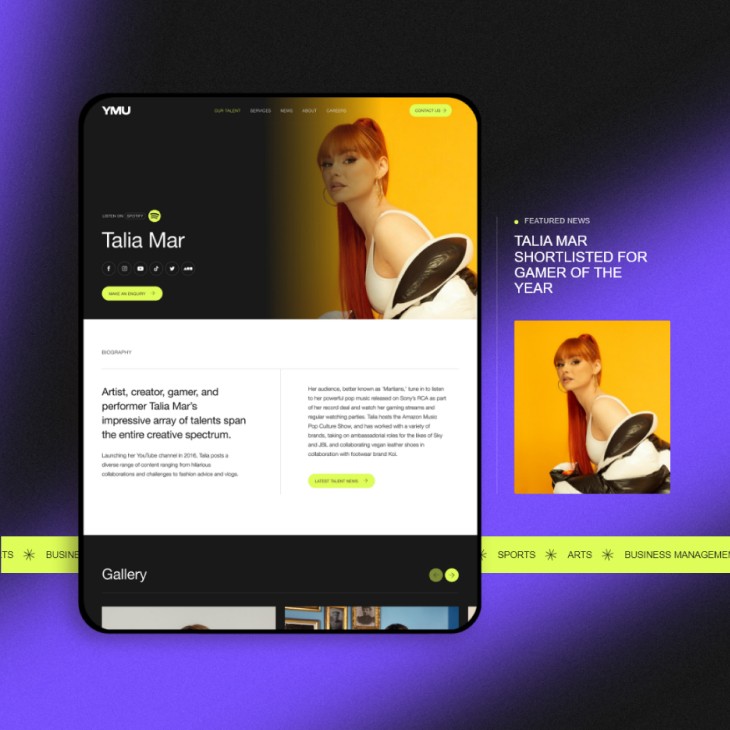 YMU
OUR TALENT SERVICES NEWS ABOUT CAREERS
CONTACT US
LISTEN ON SPOTIFY
Talia Mar
MAKE AN ENQUIRY
BIOGRAPHY
Artist, creator, gamer, and
performer Talia Mar's
impressive array of talents span
the entire creative spectrum.
Launching her YouTube channel in 2016, Talia posts a
diverse range of content ranging from hilarious
collaborations and challenges to fashion advice and vlogs.
Her audience, better known as 'Martians,' tune in to listen
to her powerful pop music released on Sony's RCA as part
of her record deal and watch her gaming streams and
regular watching parties. Talia hosts the Amazon Music
Pop Culture Show, and has worked with a variety of
brands, taking on ambassadorial roles for the likes of Sky
and JBL and collaborating vegan leather shoes in
collaboration with footwear brand Koi.
LATEST TALENT NEWS
Gallery
FEATURED NEWS
TALIA MAR
SHORTLISTED FOR
GAMER OF THE
YEAR
TS BUSINE
SPORTS ARTS BUSINESS MANAGEMEN